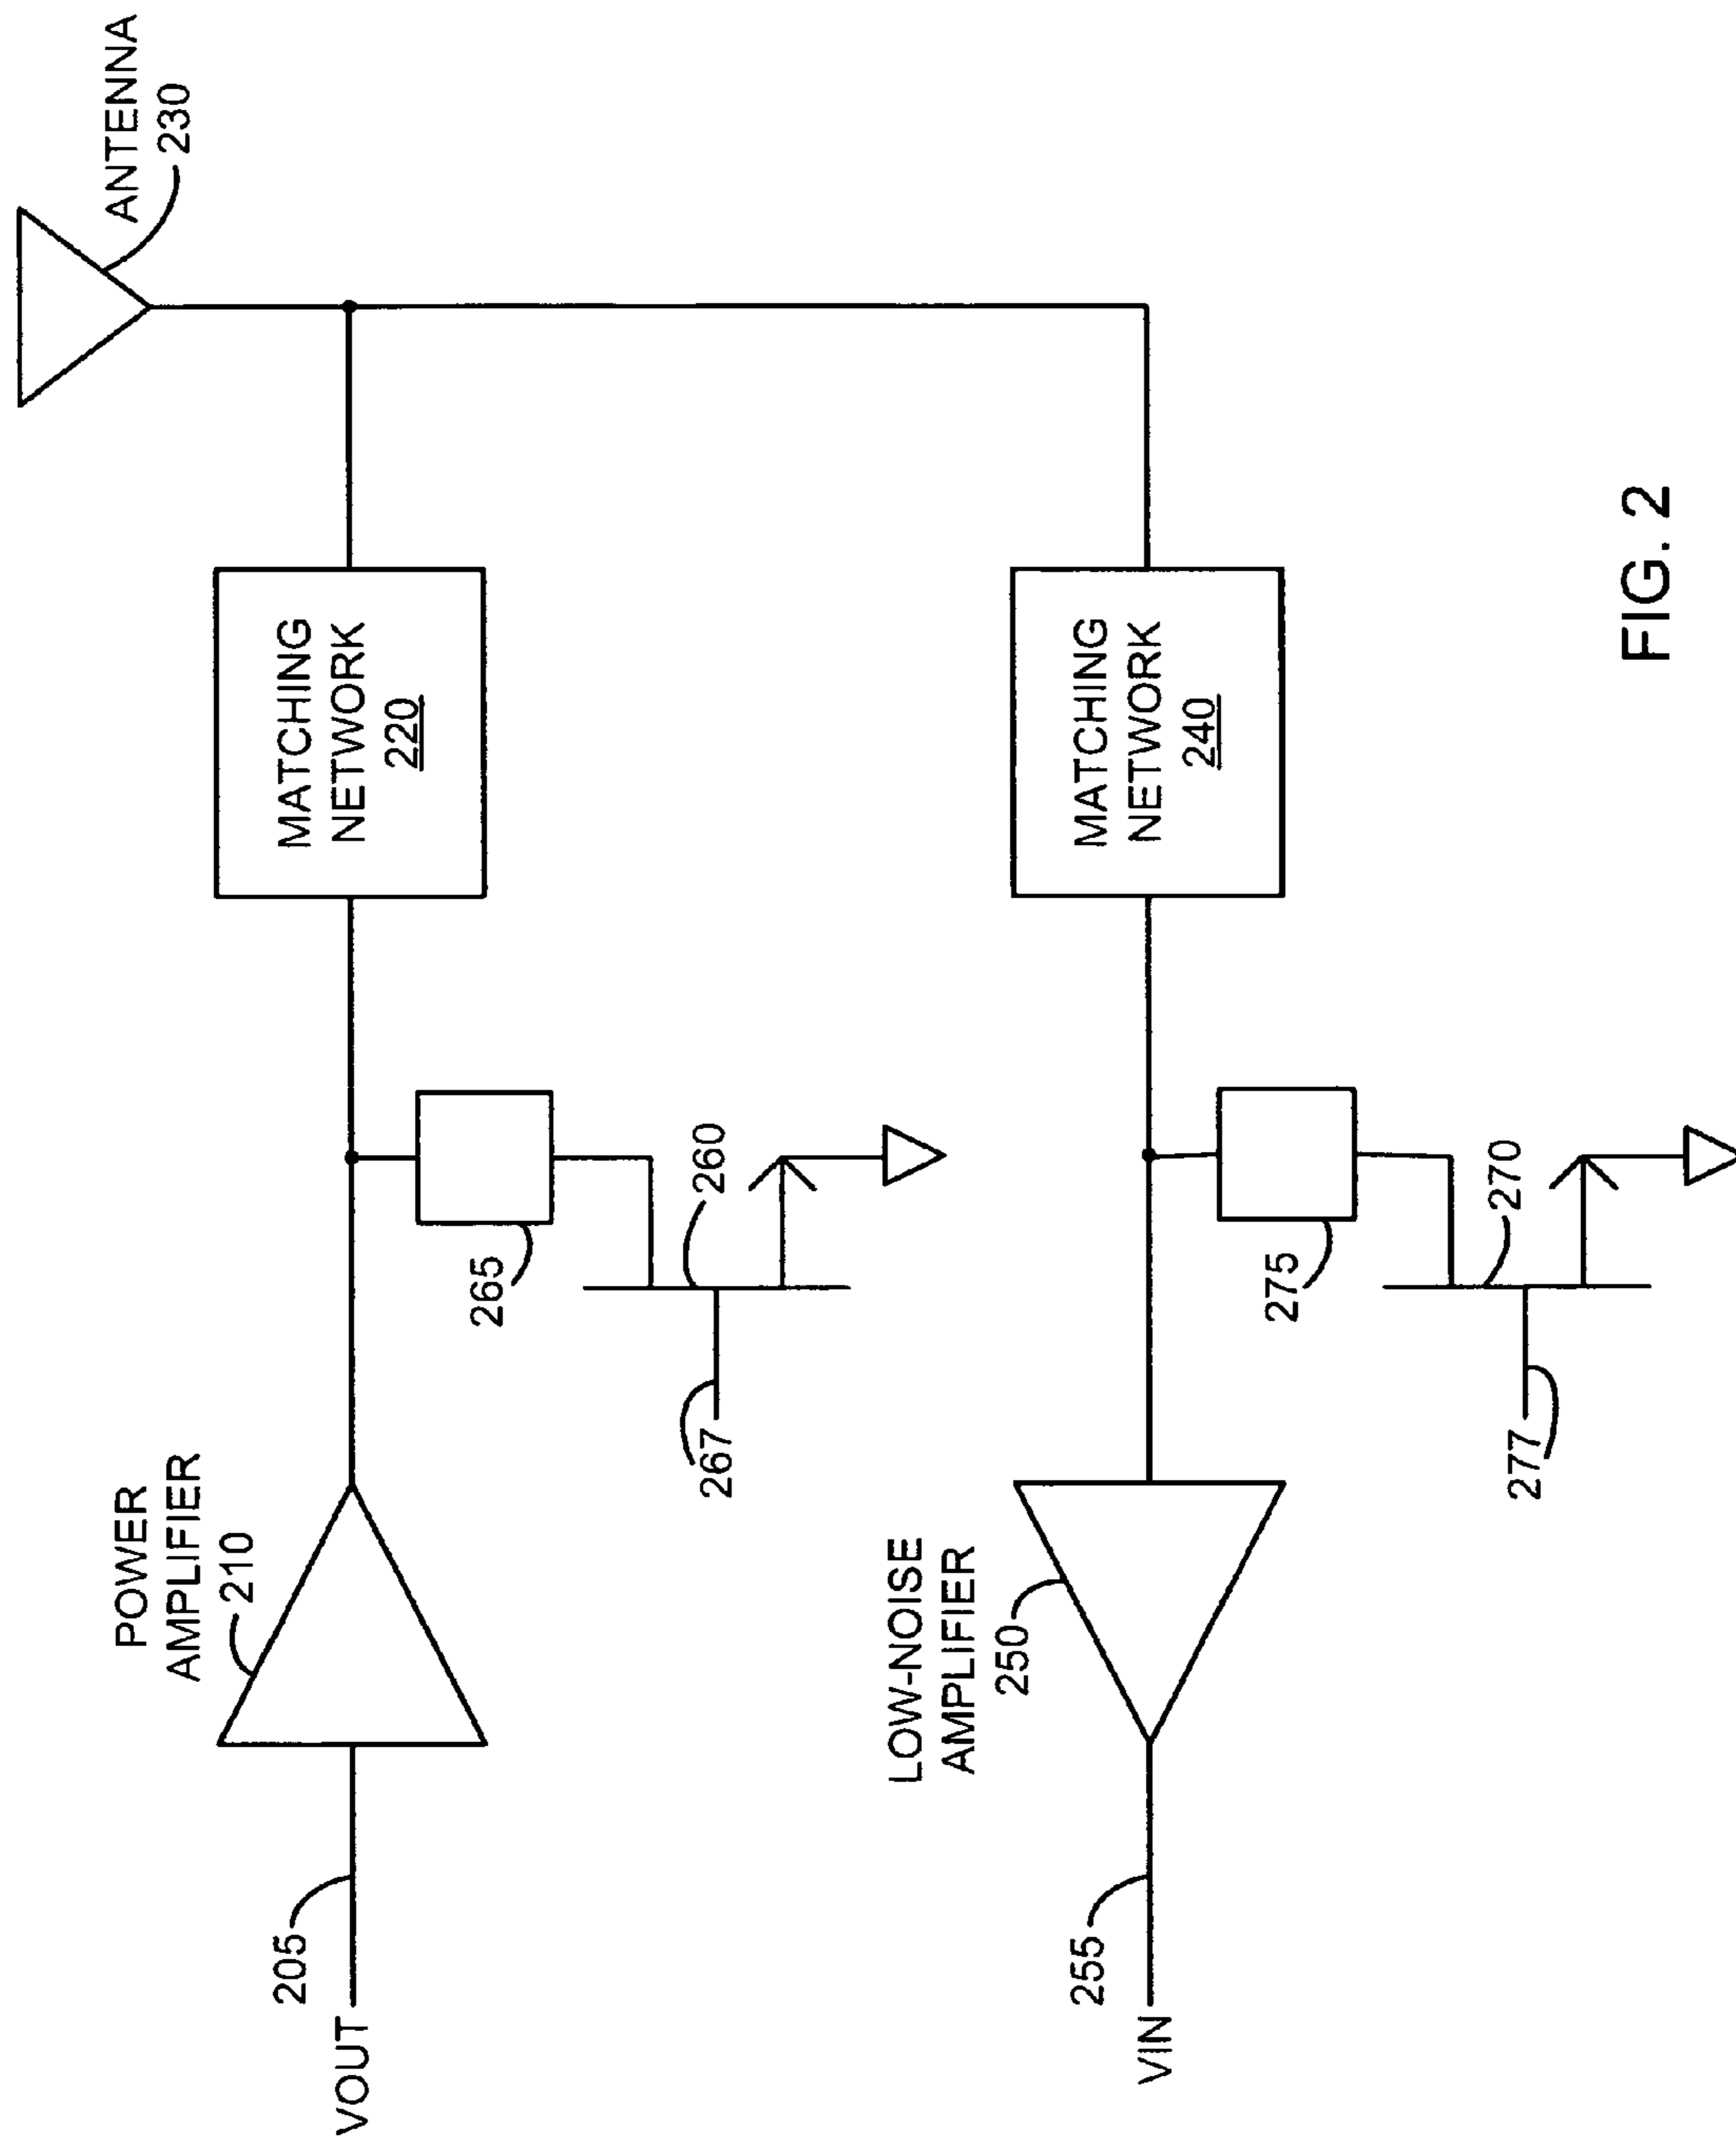 ANTENNA
230
POWER
AMPLIFIER
210
205
VOUT
MATCHING
NETWORK
220
265
260
267
LOW-NOISE
AMPLIFIER
250
255
VIN
MATCHING
NETWORK
240
275
270
277
FIG. 2